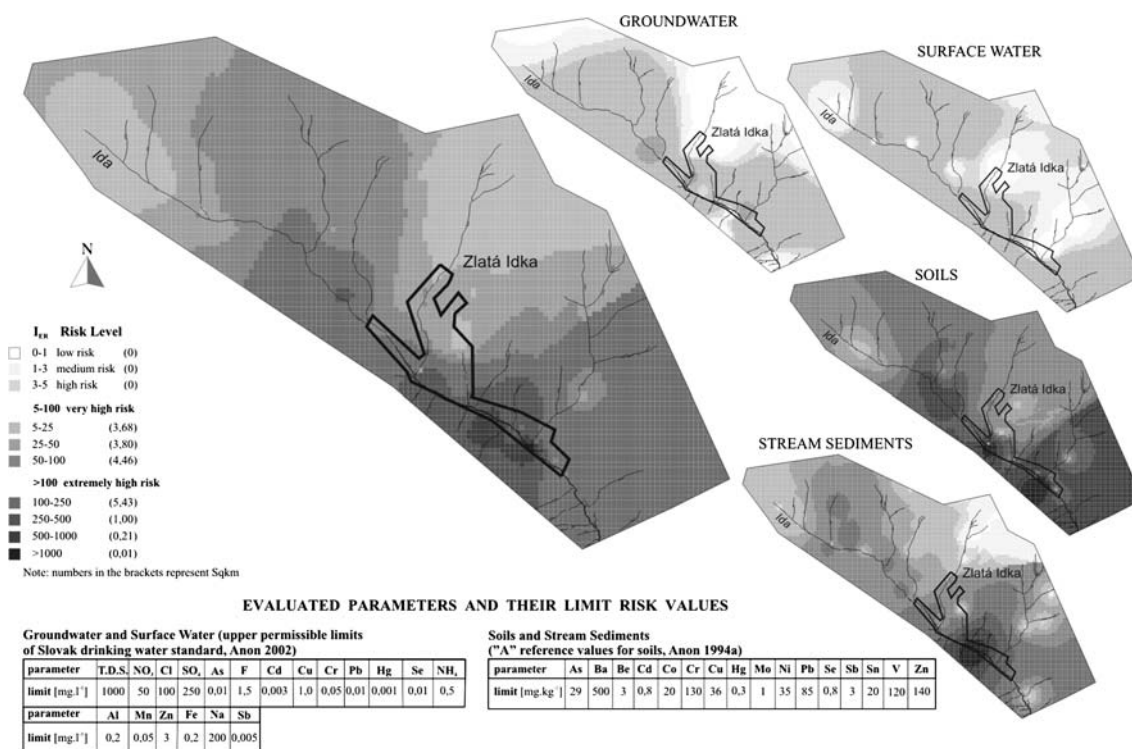 GROUNDWATER
SURFACE WATER
Zlatá Idka
Ida
Zlatá Idka
Ida
N
Zlatá Idka
SOILS
Zlatá Idka
STREAM SEDIMENTS
Ida
Zlatá Idka
I_ER Risk Level
0-1 low risk (0)
1-3 medium risk (0)
3-5 high risk (0)
5-100 very high risk
5-25 (3,68)
25-50 (3,80)
50-100 (4,46)
>100 extremely high risk
100-250 (5,43)
250-500 (1,00)
500-1000 (0,21)
>1000 (0,01)
Note: numbers in the brackets represent Sqkm
EVALUATED PARAMETERS AND THEIR LIMIT RISK VALUES
Groundwater and Surface Water (upper permissible limits
of Slovak drinking water standard, Anon 2002)
parameter T.D.S. NO₃ Cl SO₄ As F Cd Cu Cr Pb Hg Se NH₄
limit [mg.l⁻¹] 1000 50 100 250 0,01 1,5 0,003 1,0 0,05 0,01 0,001 0,01 0,5
parameter Al Mn Zn Fe Na Sb
limit [mg.l⁻¹] 0,2 0,05 3 0,2 200 0,005
Soils and Stream Sediments
("A" reference values for soils, Anon 1994a)
parameter As Ba Be Cd Co Cr Cu Hg Mo Ni Pb Se Sb Sn V Zn
limit [mg.kg⁻¹] 29 500 3 0,8 20 130 36 0,3 1 35 85 0,8 3 20 120 140